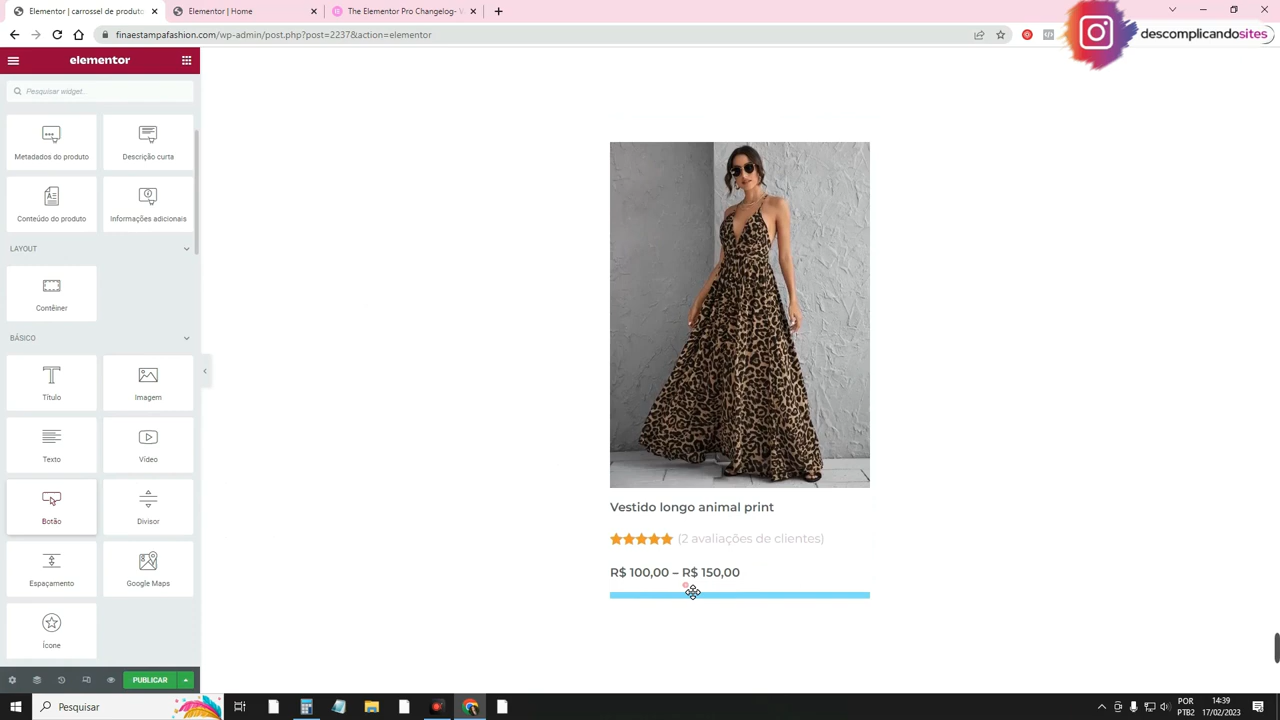 Elementor | carrossel de produto
Elementor | Home
The Elementor Pro Changelog- V
finaestampafashion.com/wp-admin/post.php?post=2237&action=elementor
descomplicandosites
elementor
Pesquisar widget...
Metadados do produto
Descrição curta
Conteúdo do produto
Informações adicionais
LAYOUT
Contêiner
BÁSICO
Título
Imagem
Texto
Vídeo
Botão
Divisor
Espaçamento
Google Maps
Ícone
PUBLICAR
Vestido longo animal print
(2 avaliações de clientes)
R$ 100,00 – R$ 150,00
Pesquisar
POR
PTB2
14:39
17/02/2023